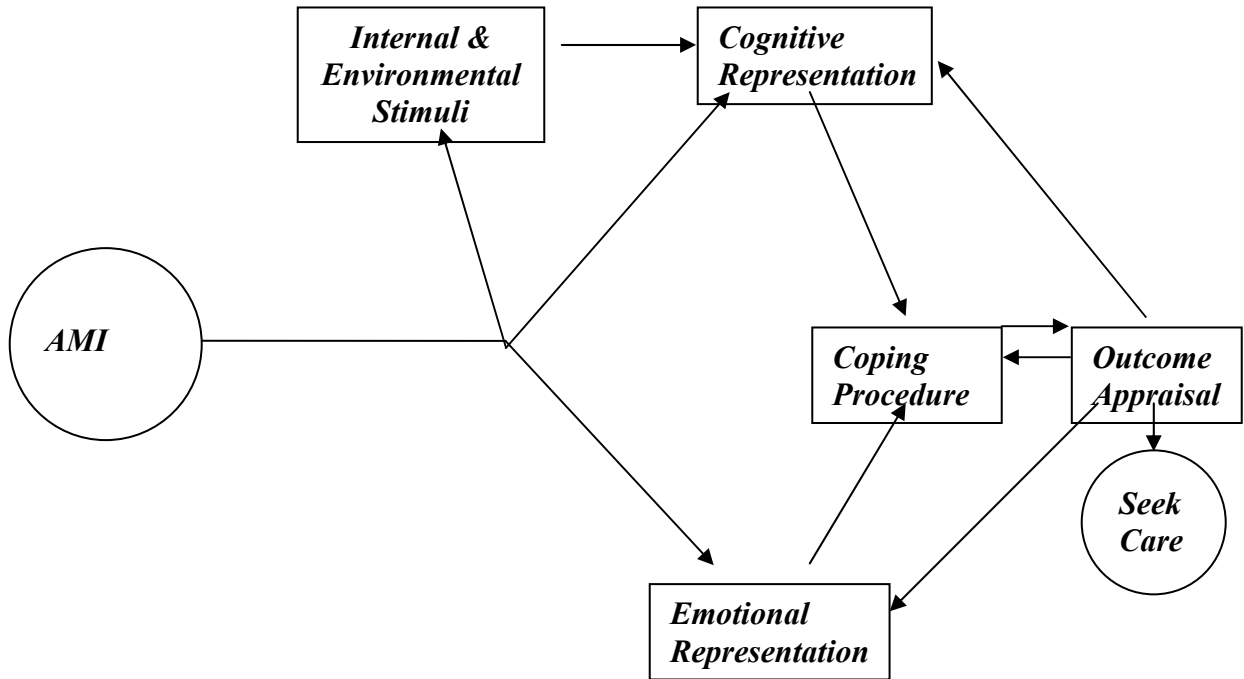 Internal &
Environmental
Stimuli
Cognitive
Representation
AMI
Coping
Procedure
Outcome
Appraisal
Seek
Care
Emotional
Representation